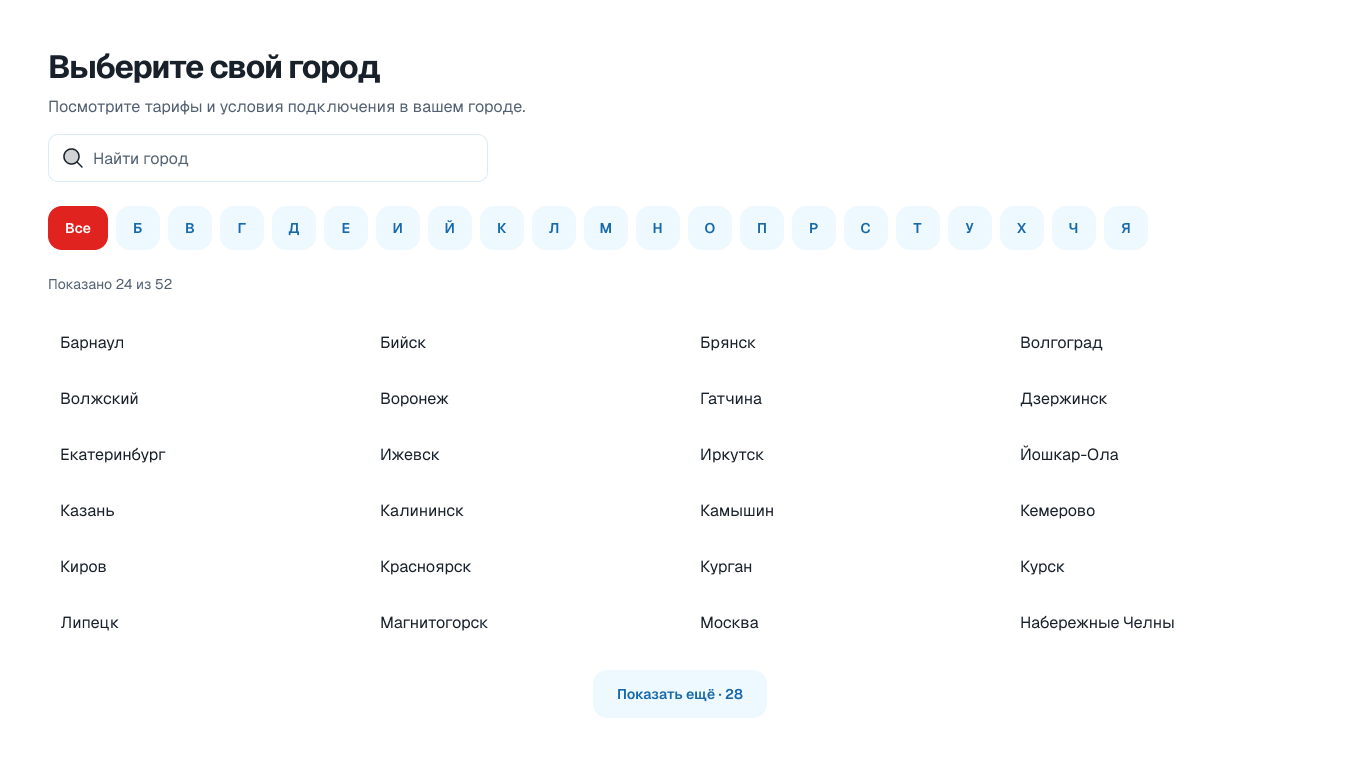 Выберите свой город
Посмотрите тарифы и условия подключения в вашем городе.
Найти город
Все Б В Г Д Е И Й К Л М Н О П Р С Т У Х Ч Я
Показано 24 из 52
Барнаул Бийск Брянск Волгоград
Волжский Воронеж Гатчина Дзержинск
Екатеринбург Ижевск Иркутск Йошкар-Ола
Казань Калининск Камышин Кемерово
Киров Красноярск Курган Курск
Липецк Магнитогорск Москва Набережные Челны
Показать ещё · 28